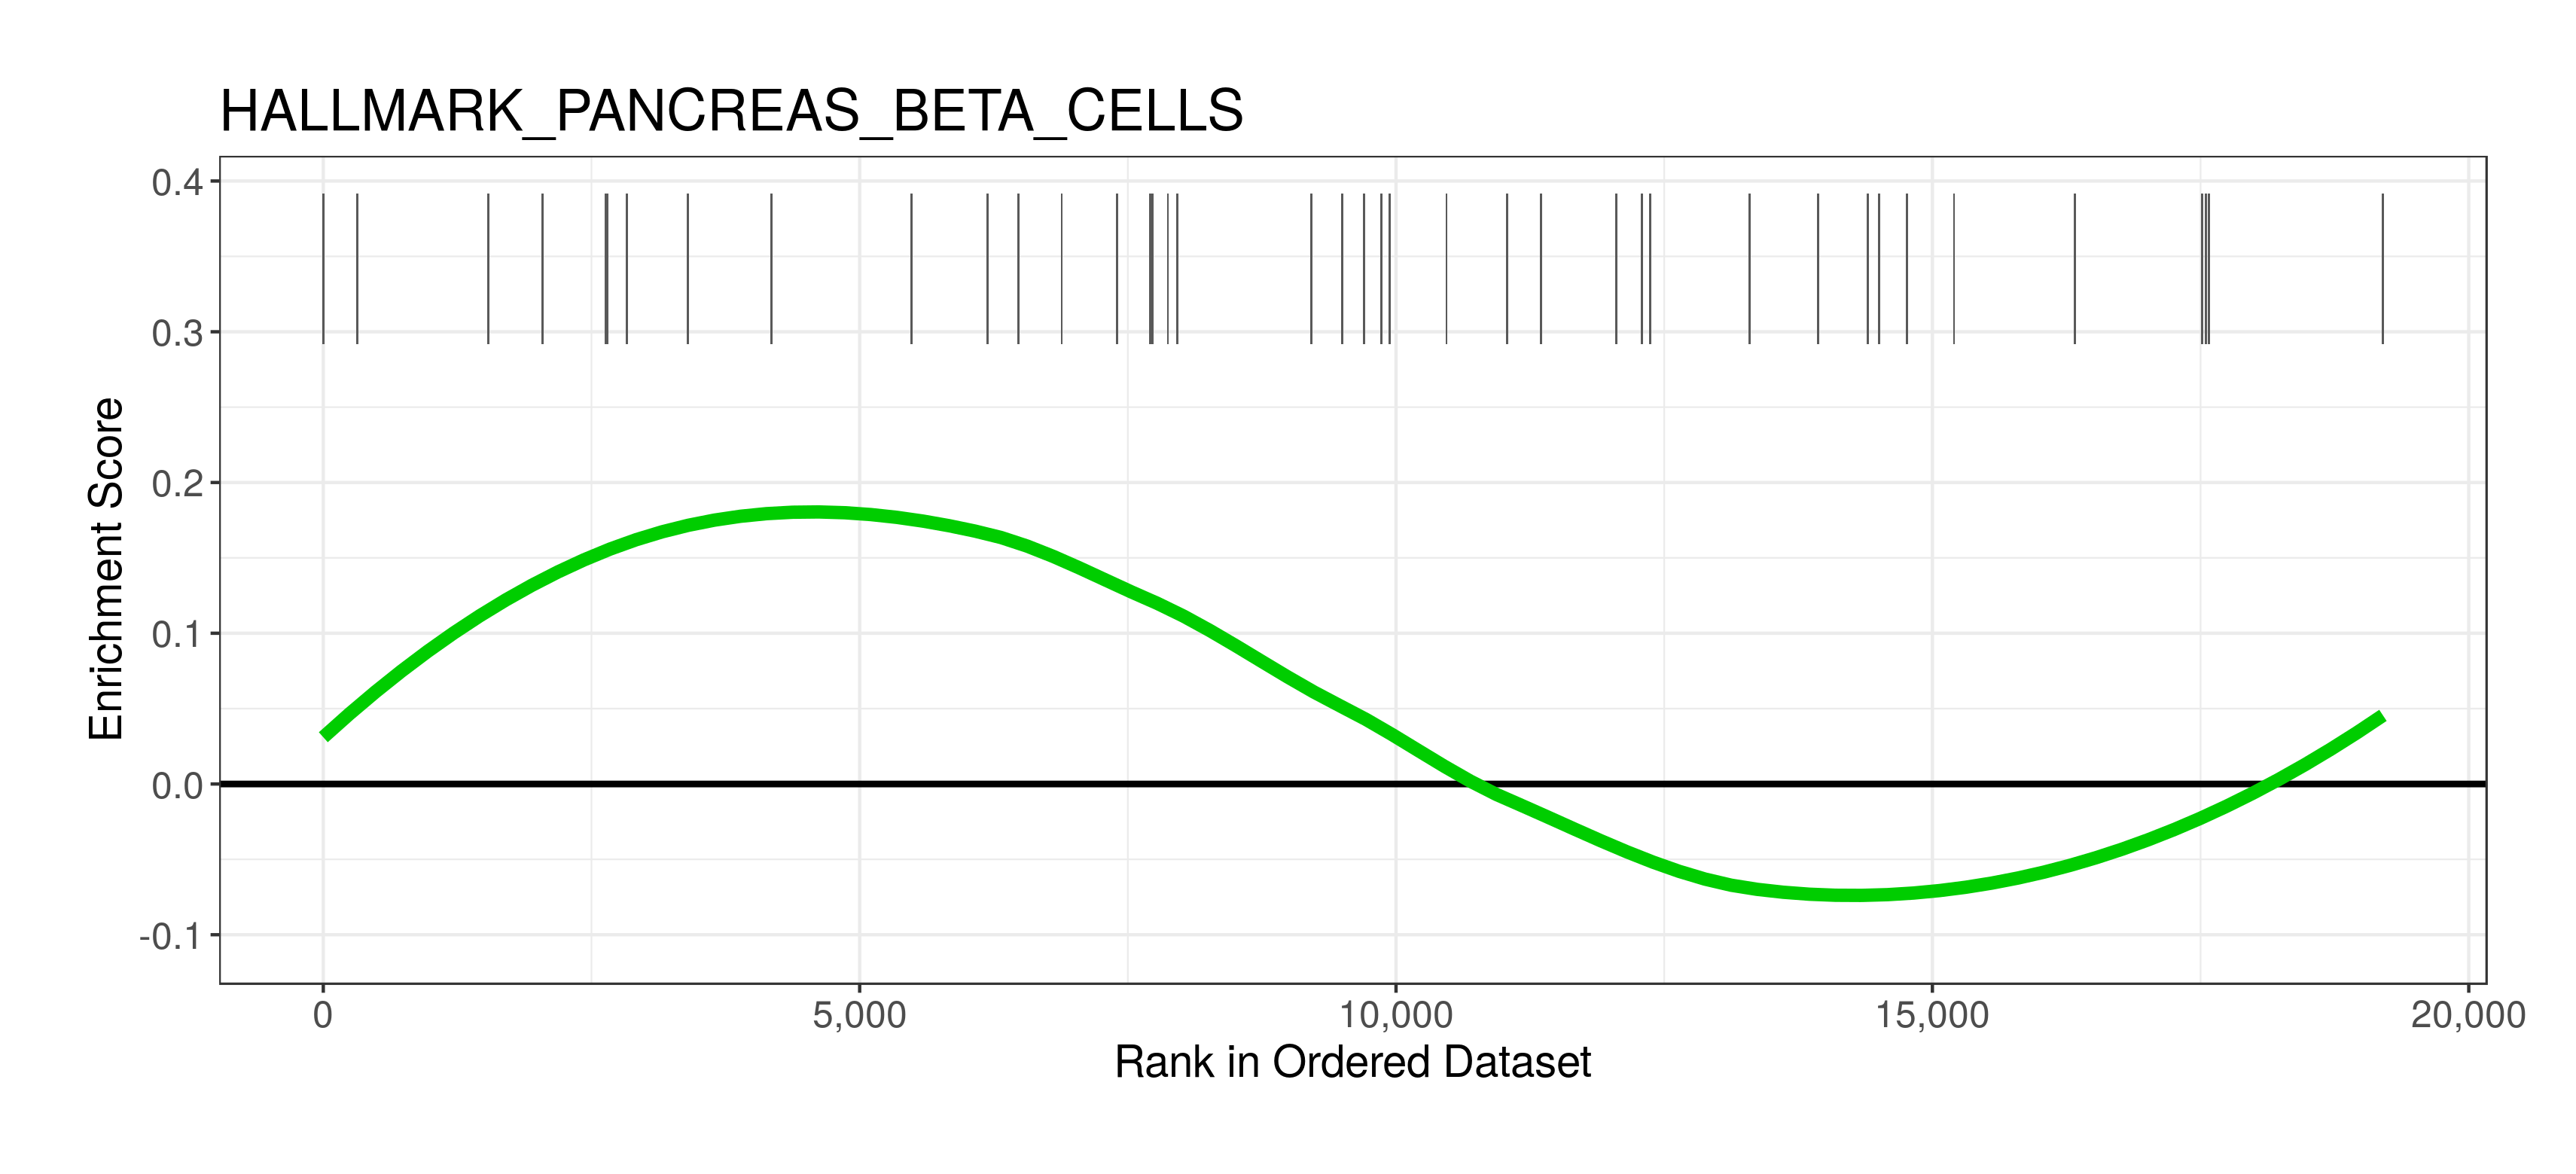 HALLMARK_PANCREAS_BETA_CELLS
0.4
0.3
0.2
0.1
0.0
-0.1
Enrichment Score
0 5,000 10,000 15,000 20,000
Rank in Ordered Dataset